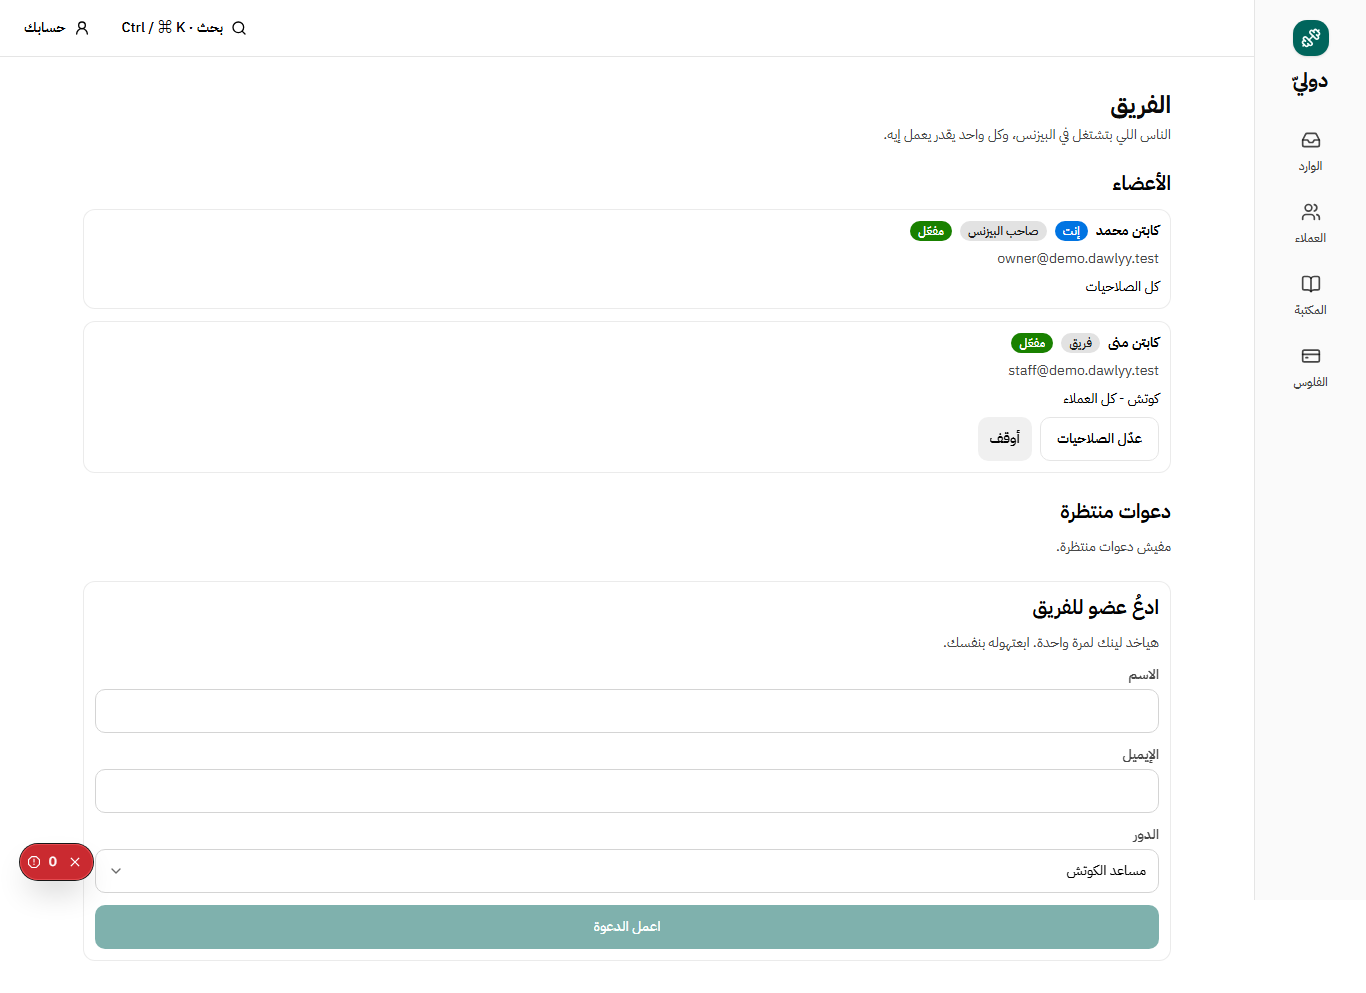 دوليّ
الوارد
العملاء
المكتبة
الفلوس
بحث · Ctrl / ⌘ K
حسابك
الفريق
الناس اللي بتشتغل في البيزنس، وكل واحد يقدر يعمل إيه.
الأعضاء
كابتن محمد إنت صاحب البيزنس مفعّل
owner@demo.dawlyy.test
كل الصلاحيات
كابتن منى فريق مفعّل
staff@demo.dawlyy.test
كوتش - كل العملاء
عدّل الصلاحيات أوقف
دعوات منتظرة
مفيش دعوات منتظرة.
ادعُ عضو للفريق
هياخد لينك لمرة واحدة. ابعتهوله بنفسك.
الاسم
الإيميل
الدور
مساعد الكوتش
0
اعمل الدعوة